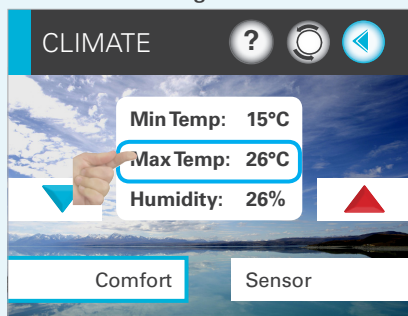 CLIMATE ?
Min Temp: 15°C
Max Temp: 26°C
Humidity: 26%
Comfort Sensor